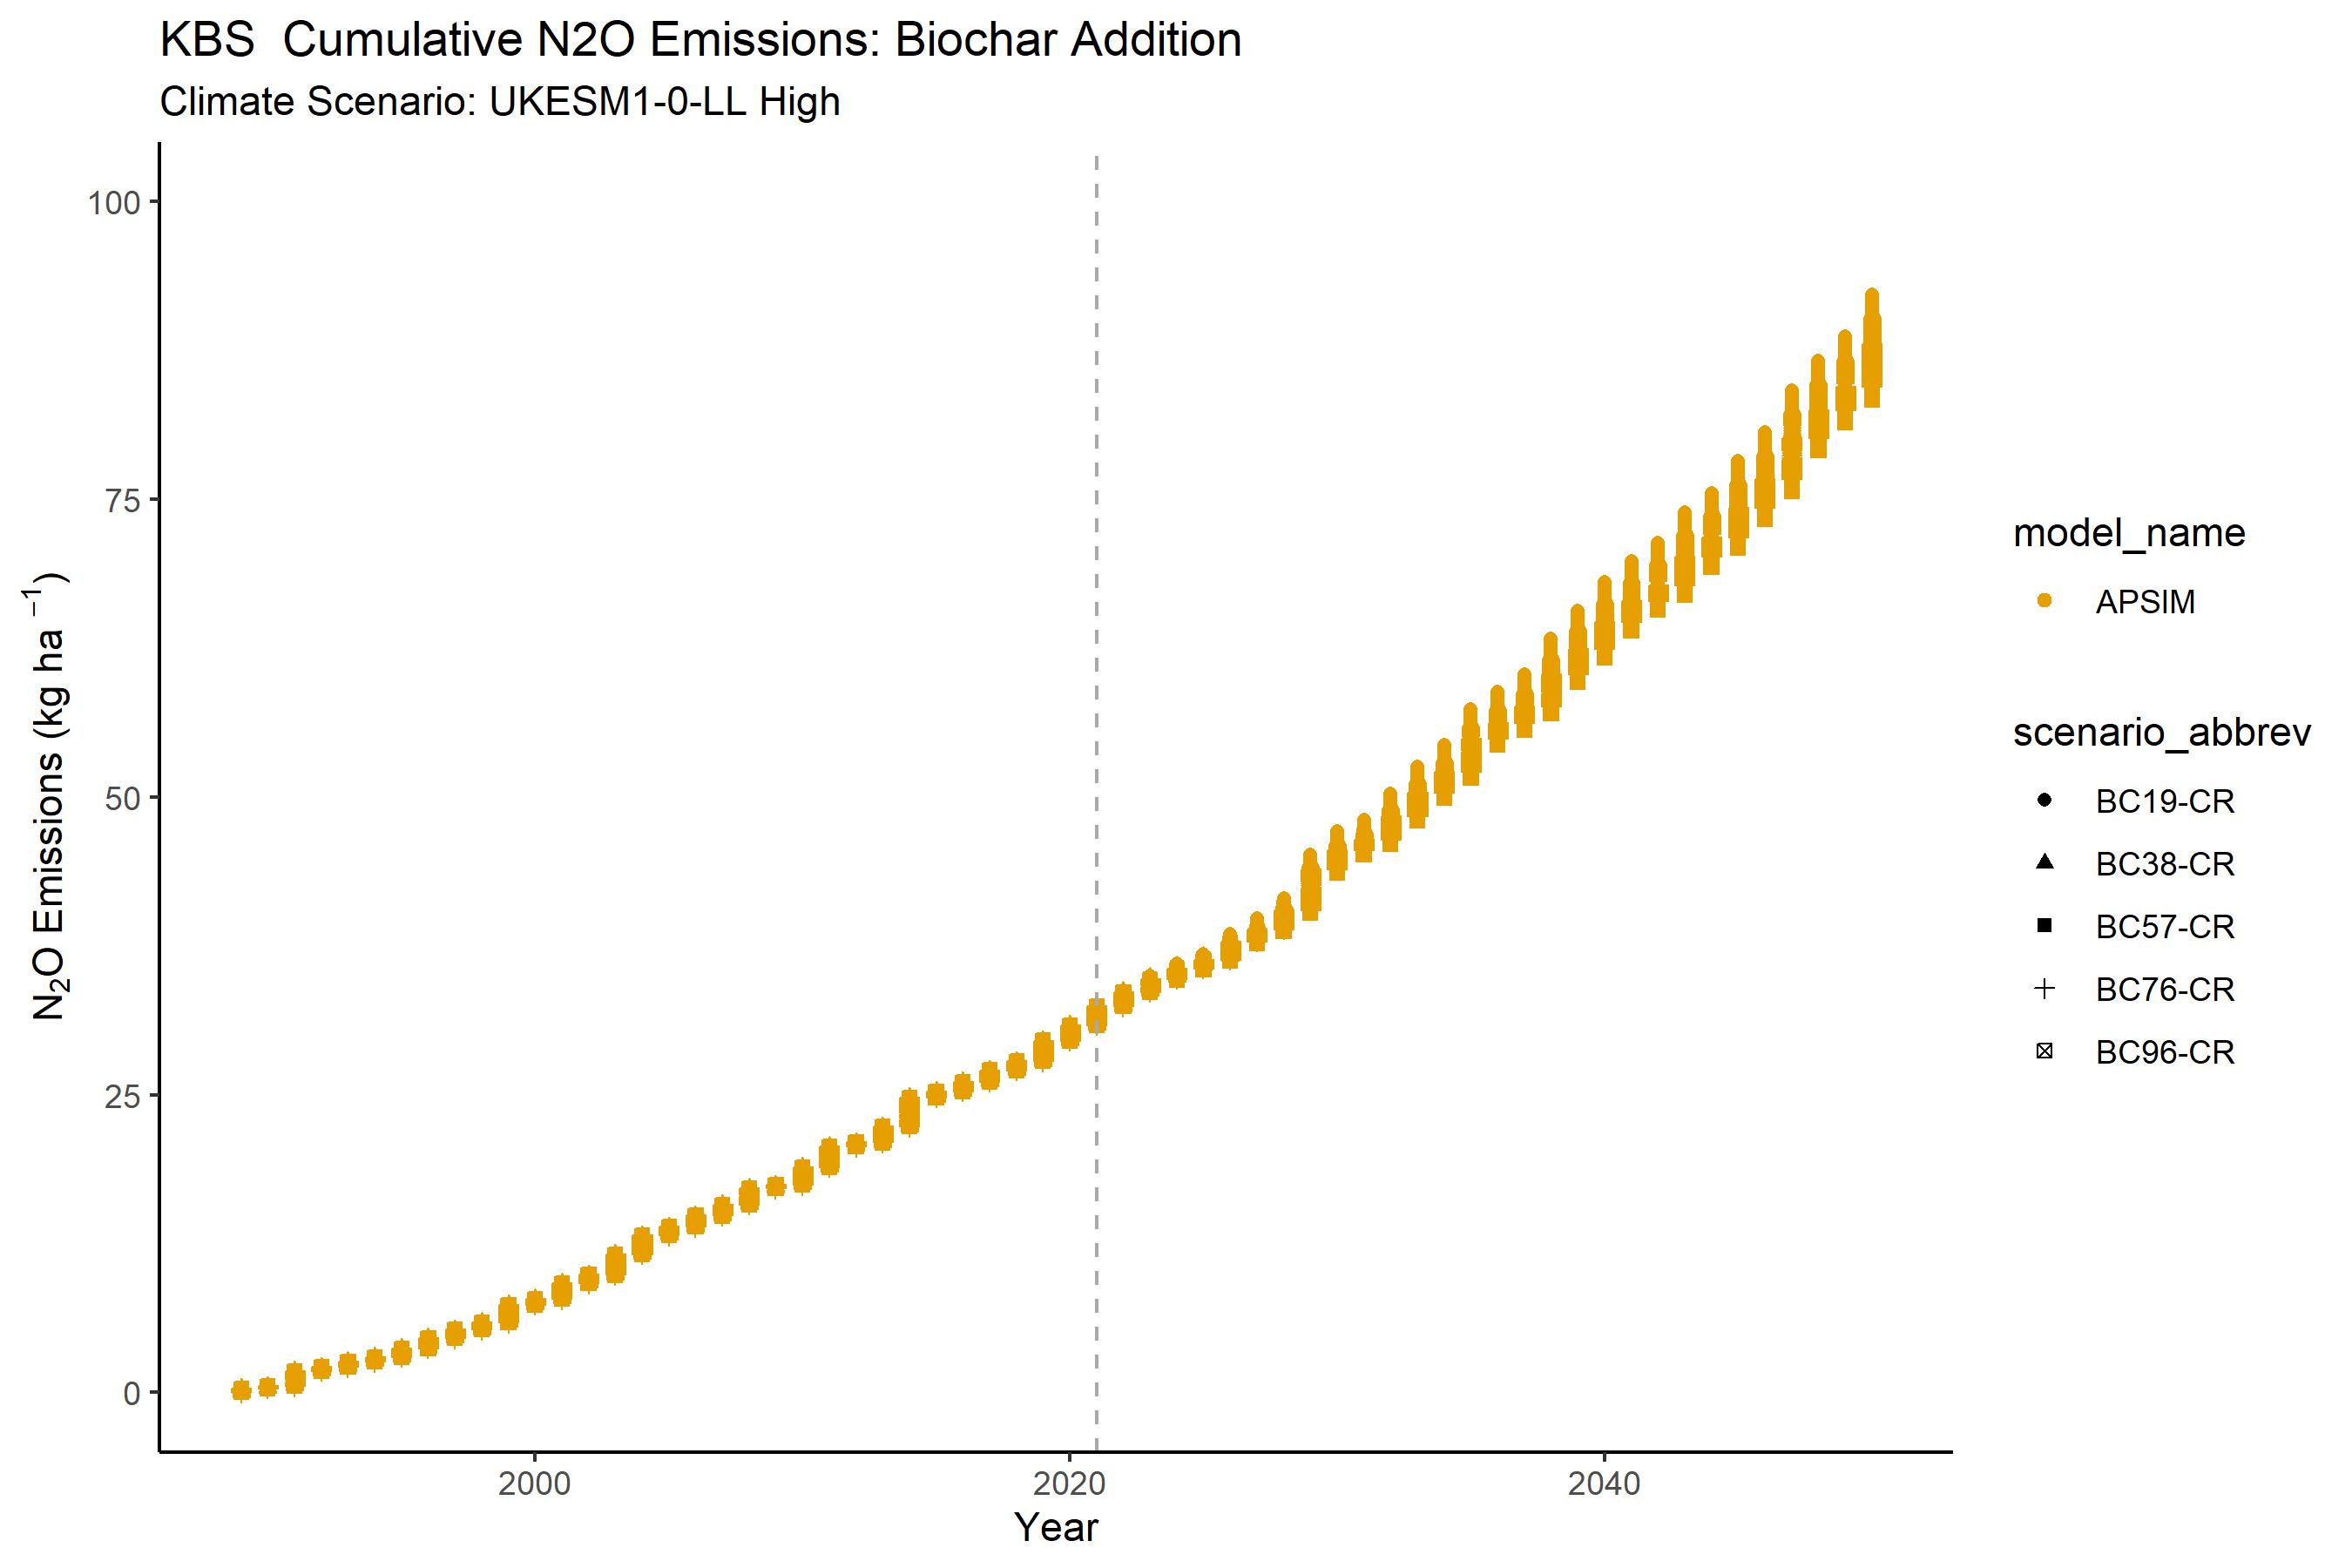 KBS  Cumulative N2O Emissions: Biochar Addition
Climate Scenario: UKESM1-0-LL High
N₂O Emissions (kg ha ⁻¹)
100
75
50
25
0
2000
2020
2040
Year
model_name
APSIM
scenario_abbrev
BC19-CR
BC38-CR
BC57-CR
BC76-CR
BC96-CR